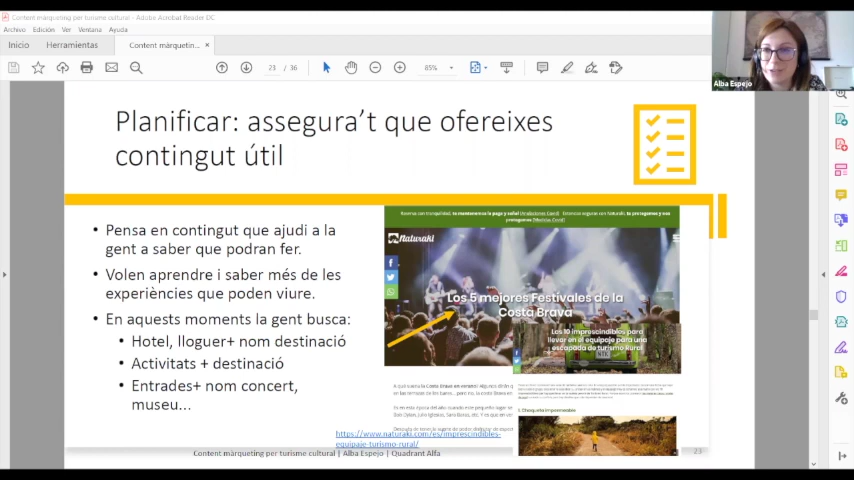 Content màrqueting per turisme cultural - Adobe Acrobat Reader DC
Archivo Edición Ver Ventana Ayuda
Inicio Herramientas Content màrquetin... ×
23 / 36 85%
Alba Espejo
Planificar: assegura't que ofereixes
contingut útil
• Pensa en contingut que ajudi a la
gent a saber que podran fer.
• Volen aprendre i saber més de les
experiències que poden viure.
• En aquests moments la gent busca:
• Hotel, lloguer+ nom destinació
• Activitats + destinació
• Entrades+ nom concert,
museu...
Naturaki
Los 5 mejores Festivales de la
Costa Brava
Los 10 imprescindibles para
llevar en el equipaje para una
escapada de turismo Rural
1. Chaqueta impermeable
https://www.naturaki.com/es/imprescindibles-
equipaje-turismo-rural/
Content màrqueting per turisme cultural | Alba Espejo | Quadrant Alfa
23